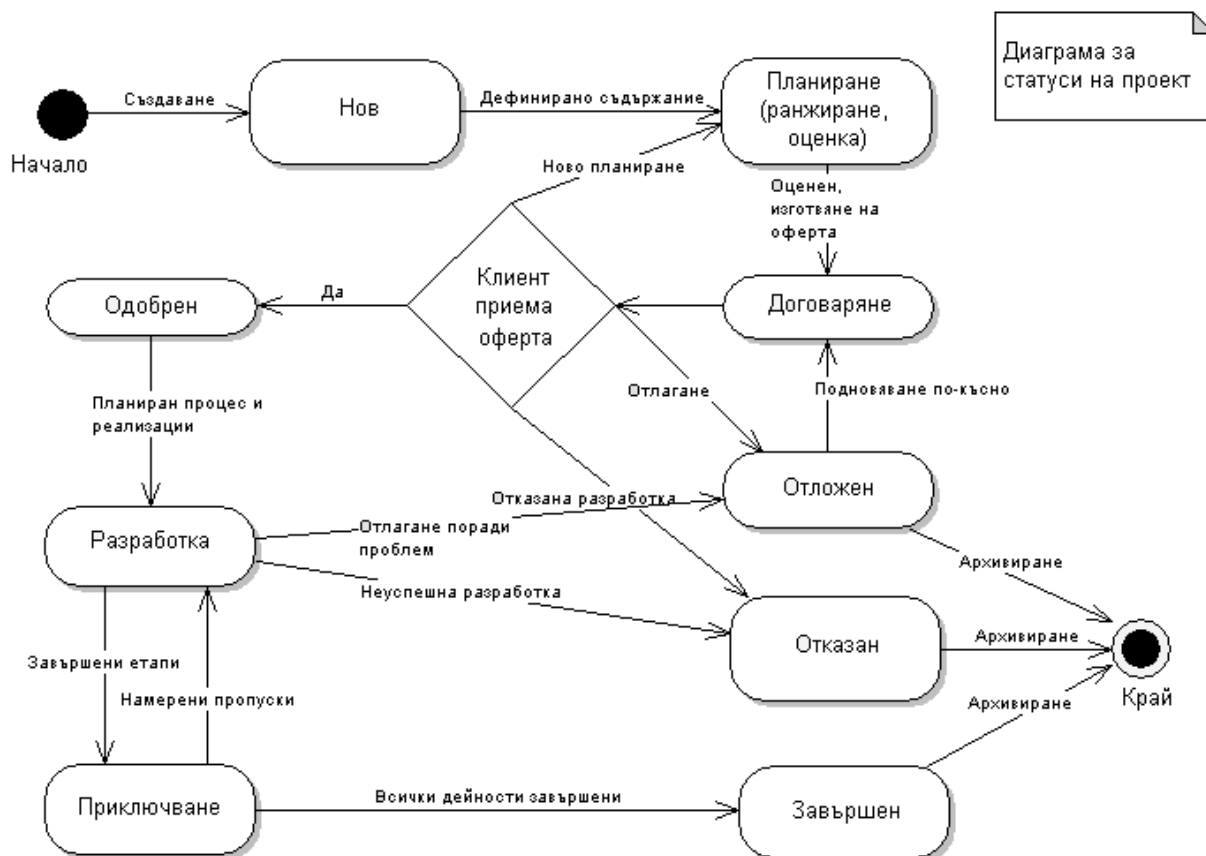 Диаграма за
статуси на проект
Начало
Създаване
Нов
Дефинирано съдържание
Планиране
(ранжиране,
оценка)
Ново планиране
Оценен,
изготвяне на
оферта
Клиент
приема
оферта
Да
Одобрен
Договаряне
Отлагане
Подновяване по-късно
Планиран процес и
реализации
Отложен
Отказана разработка
Разработка
Отлагане поради
проблем
Неуспешна разработка
Архивиране
Отказан
Архивиране
Край
Завършени етапи
Намерени пропуски
Архивиране
Приключване
Всички дейности завършени
Завършен